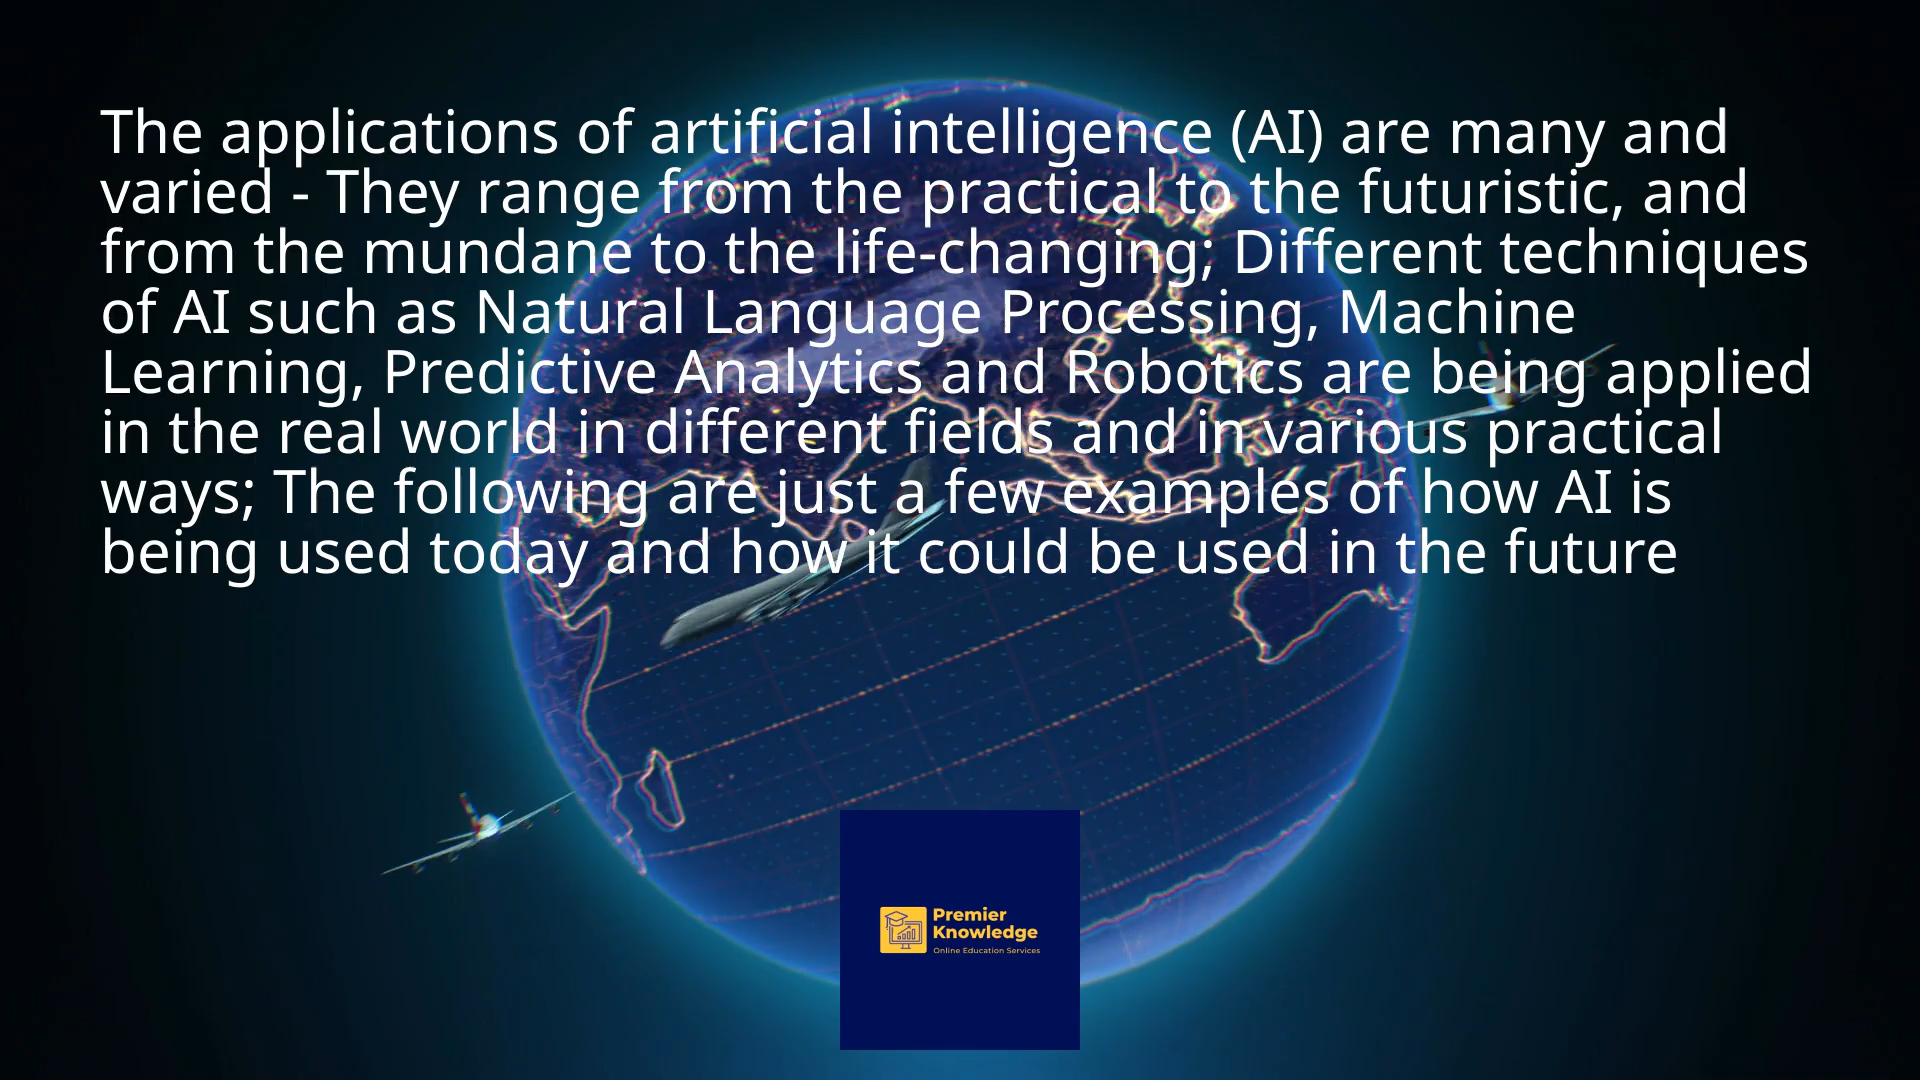 The applications of artificial intelligence (AI) are many and
varied - They range from the practical to the futuristic, and
from the mundane to the life-changing; Different techniques
of AI such as Natural Language Processing, Machine
Learning, Predictive Analytics and Robotics are being applied
in the real world in different fields and in various practical
ways; The following are just a few examples of how AI is
being used today and how it could be used in the future
Premier
Knowledge
Online Education Services